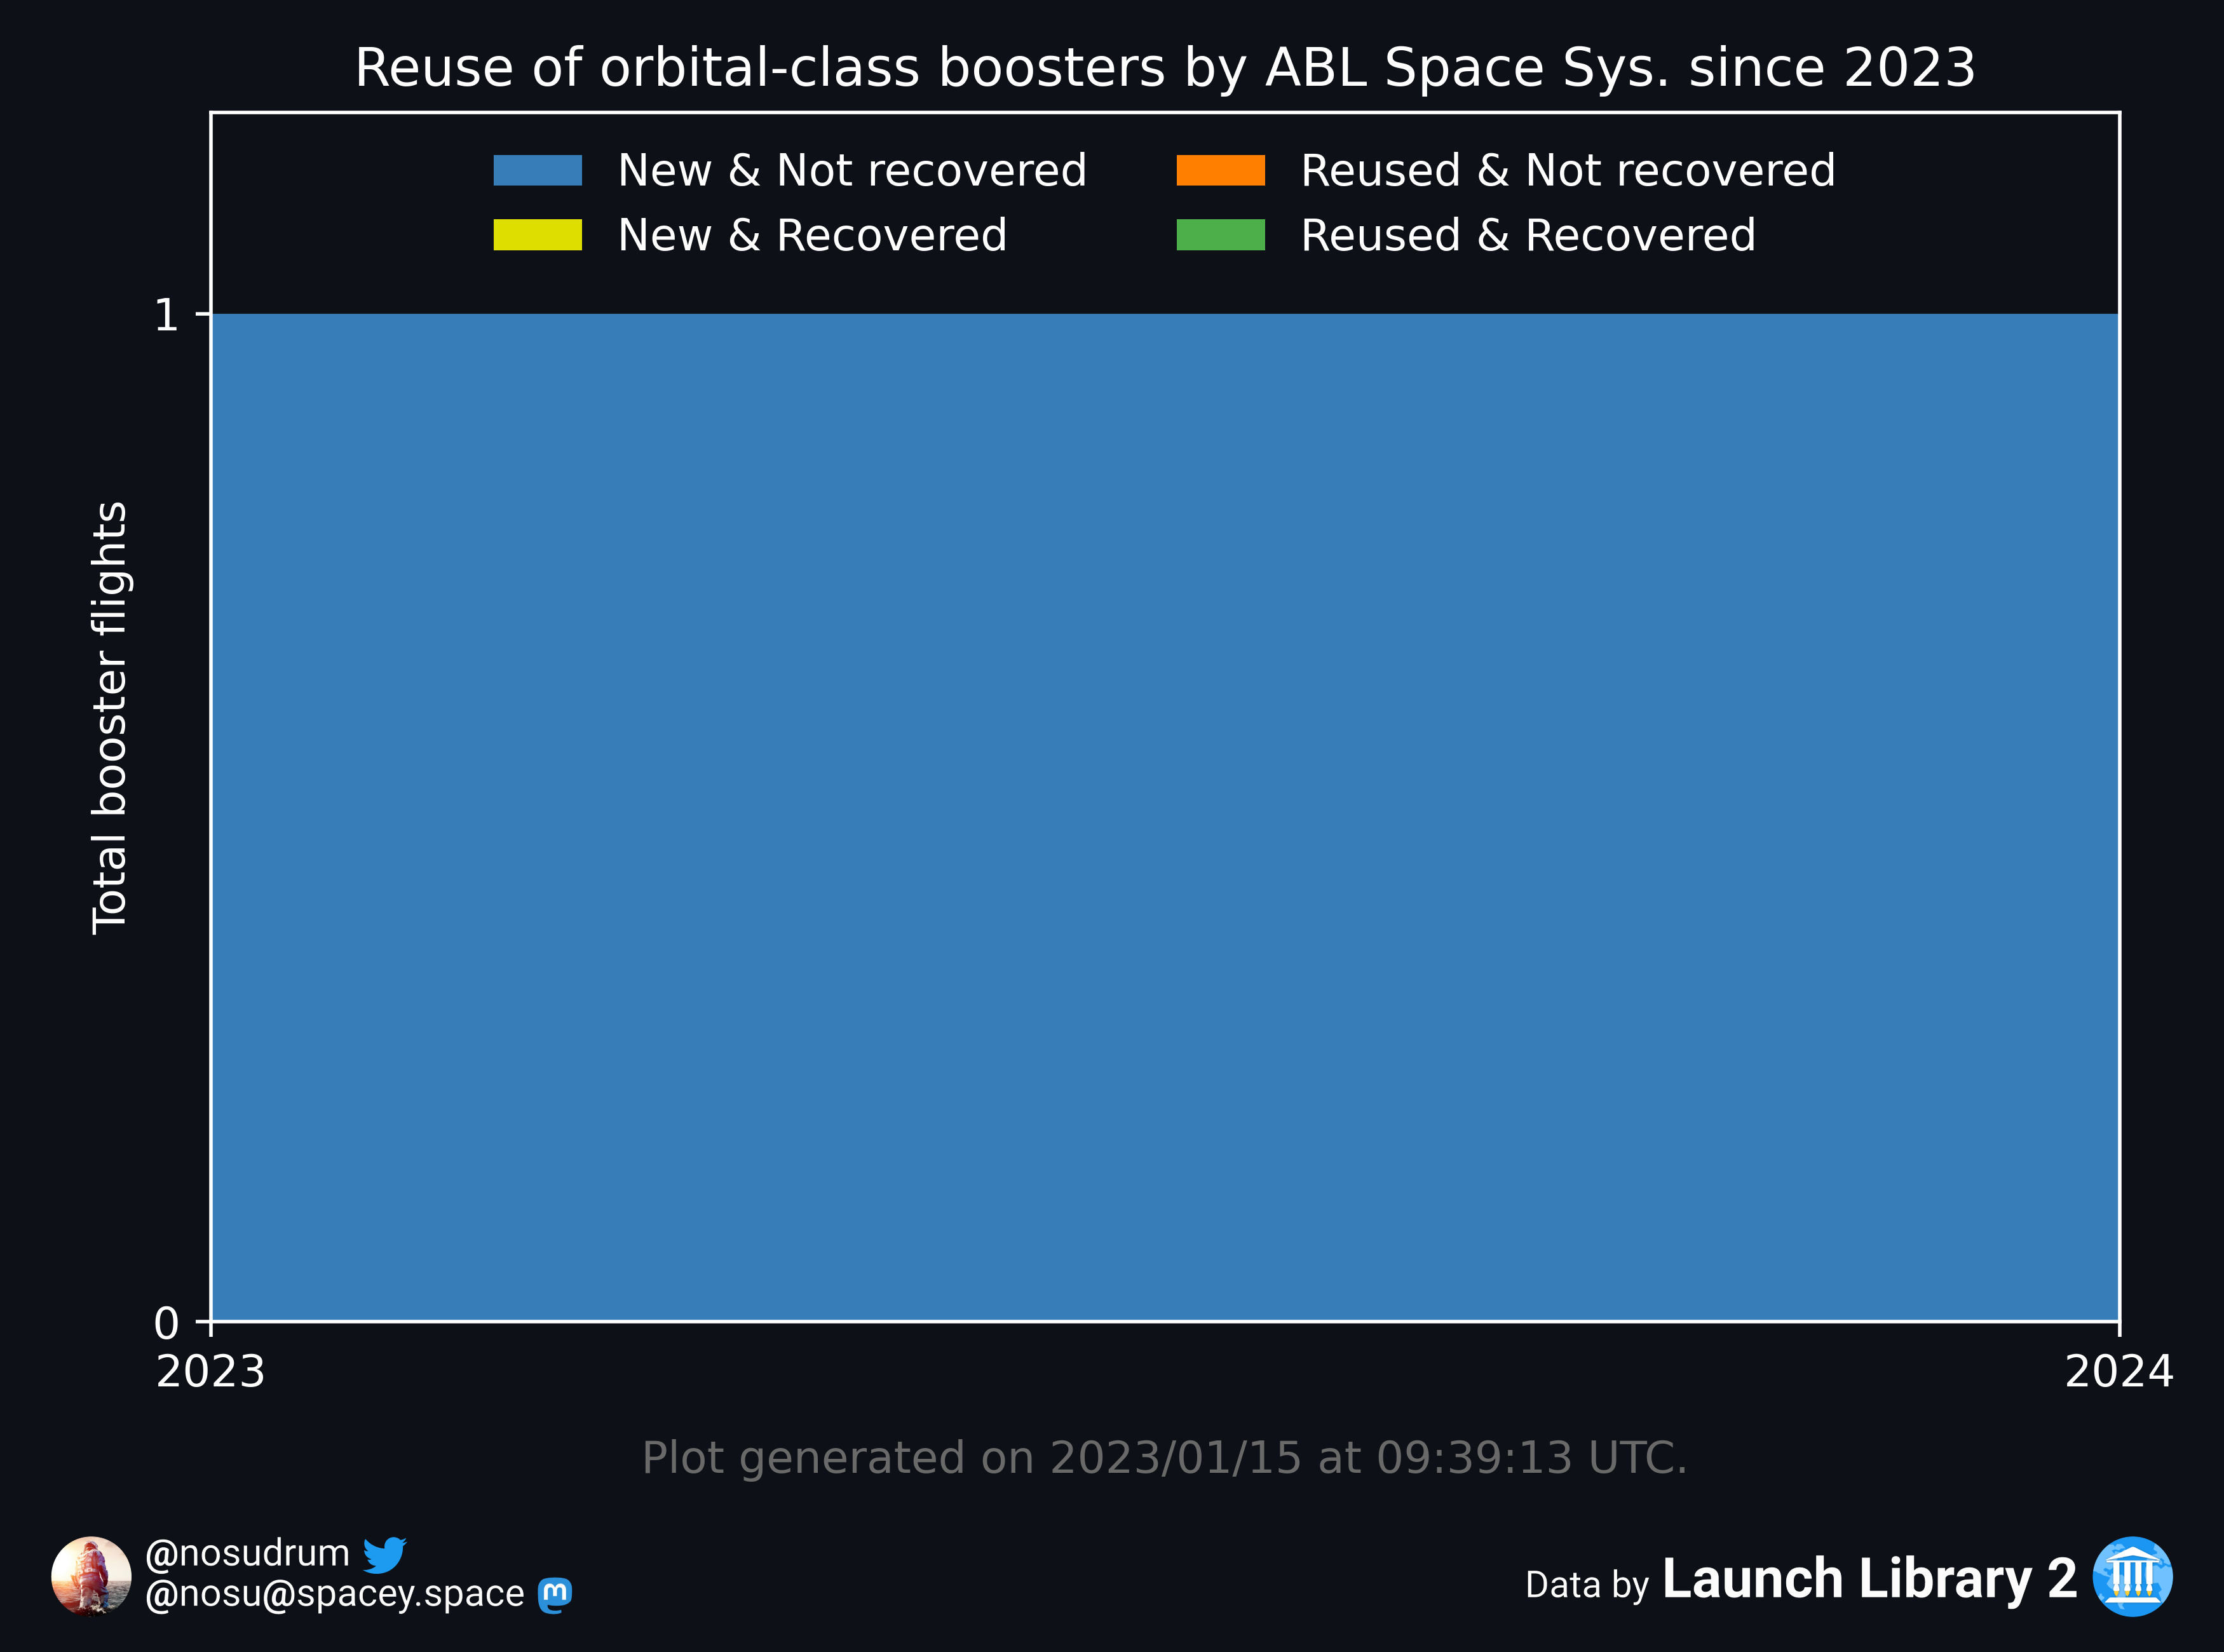 Reuse of orbital-class boosters by ABL Space Sys. since 2023
New & Not recovered
New & Recovered
Reused & Not recovered
Reused & Recovered
Total booster flights
1
0
2023
2024
Plot generated on 2023/01/15 at 09:39:13 UTC.
@nosudrum
@nosu@spacey.space
Data by Launch Library 2